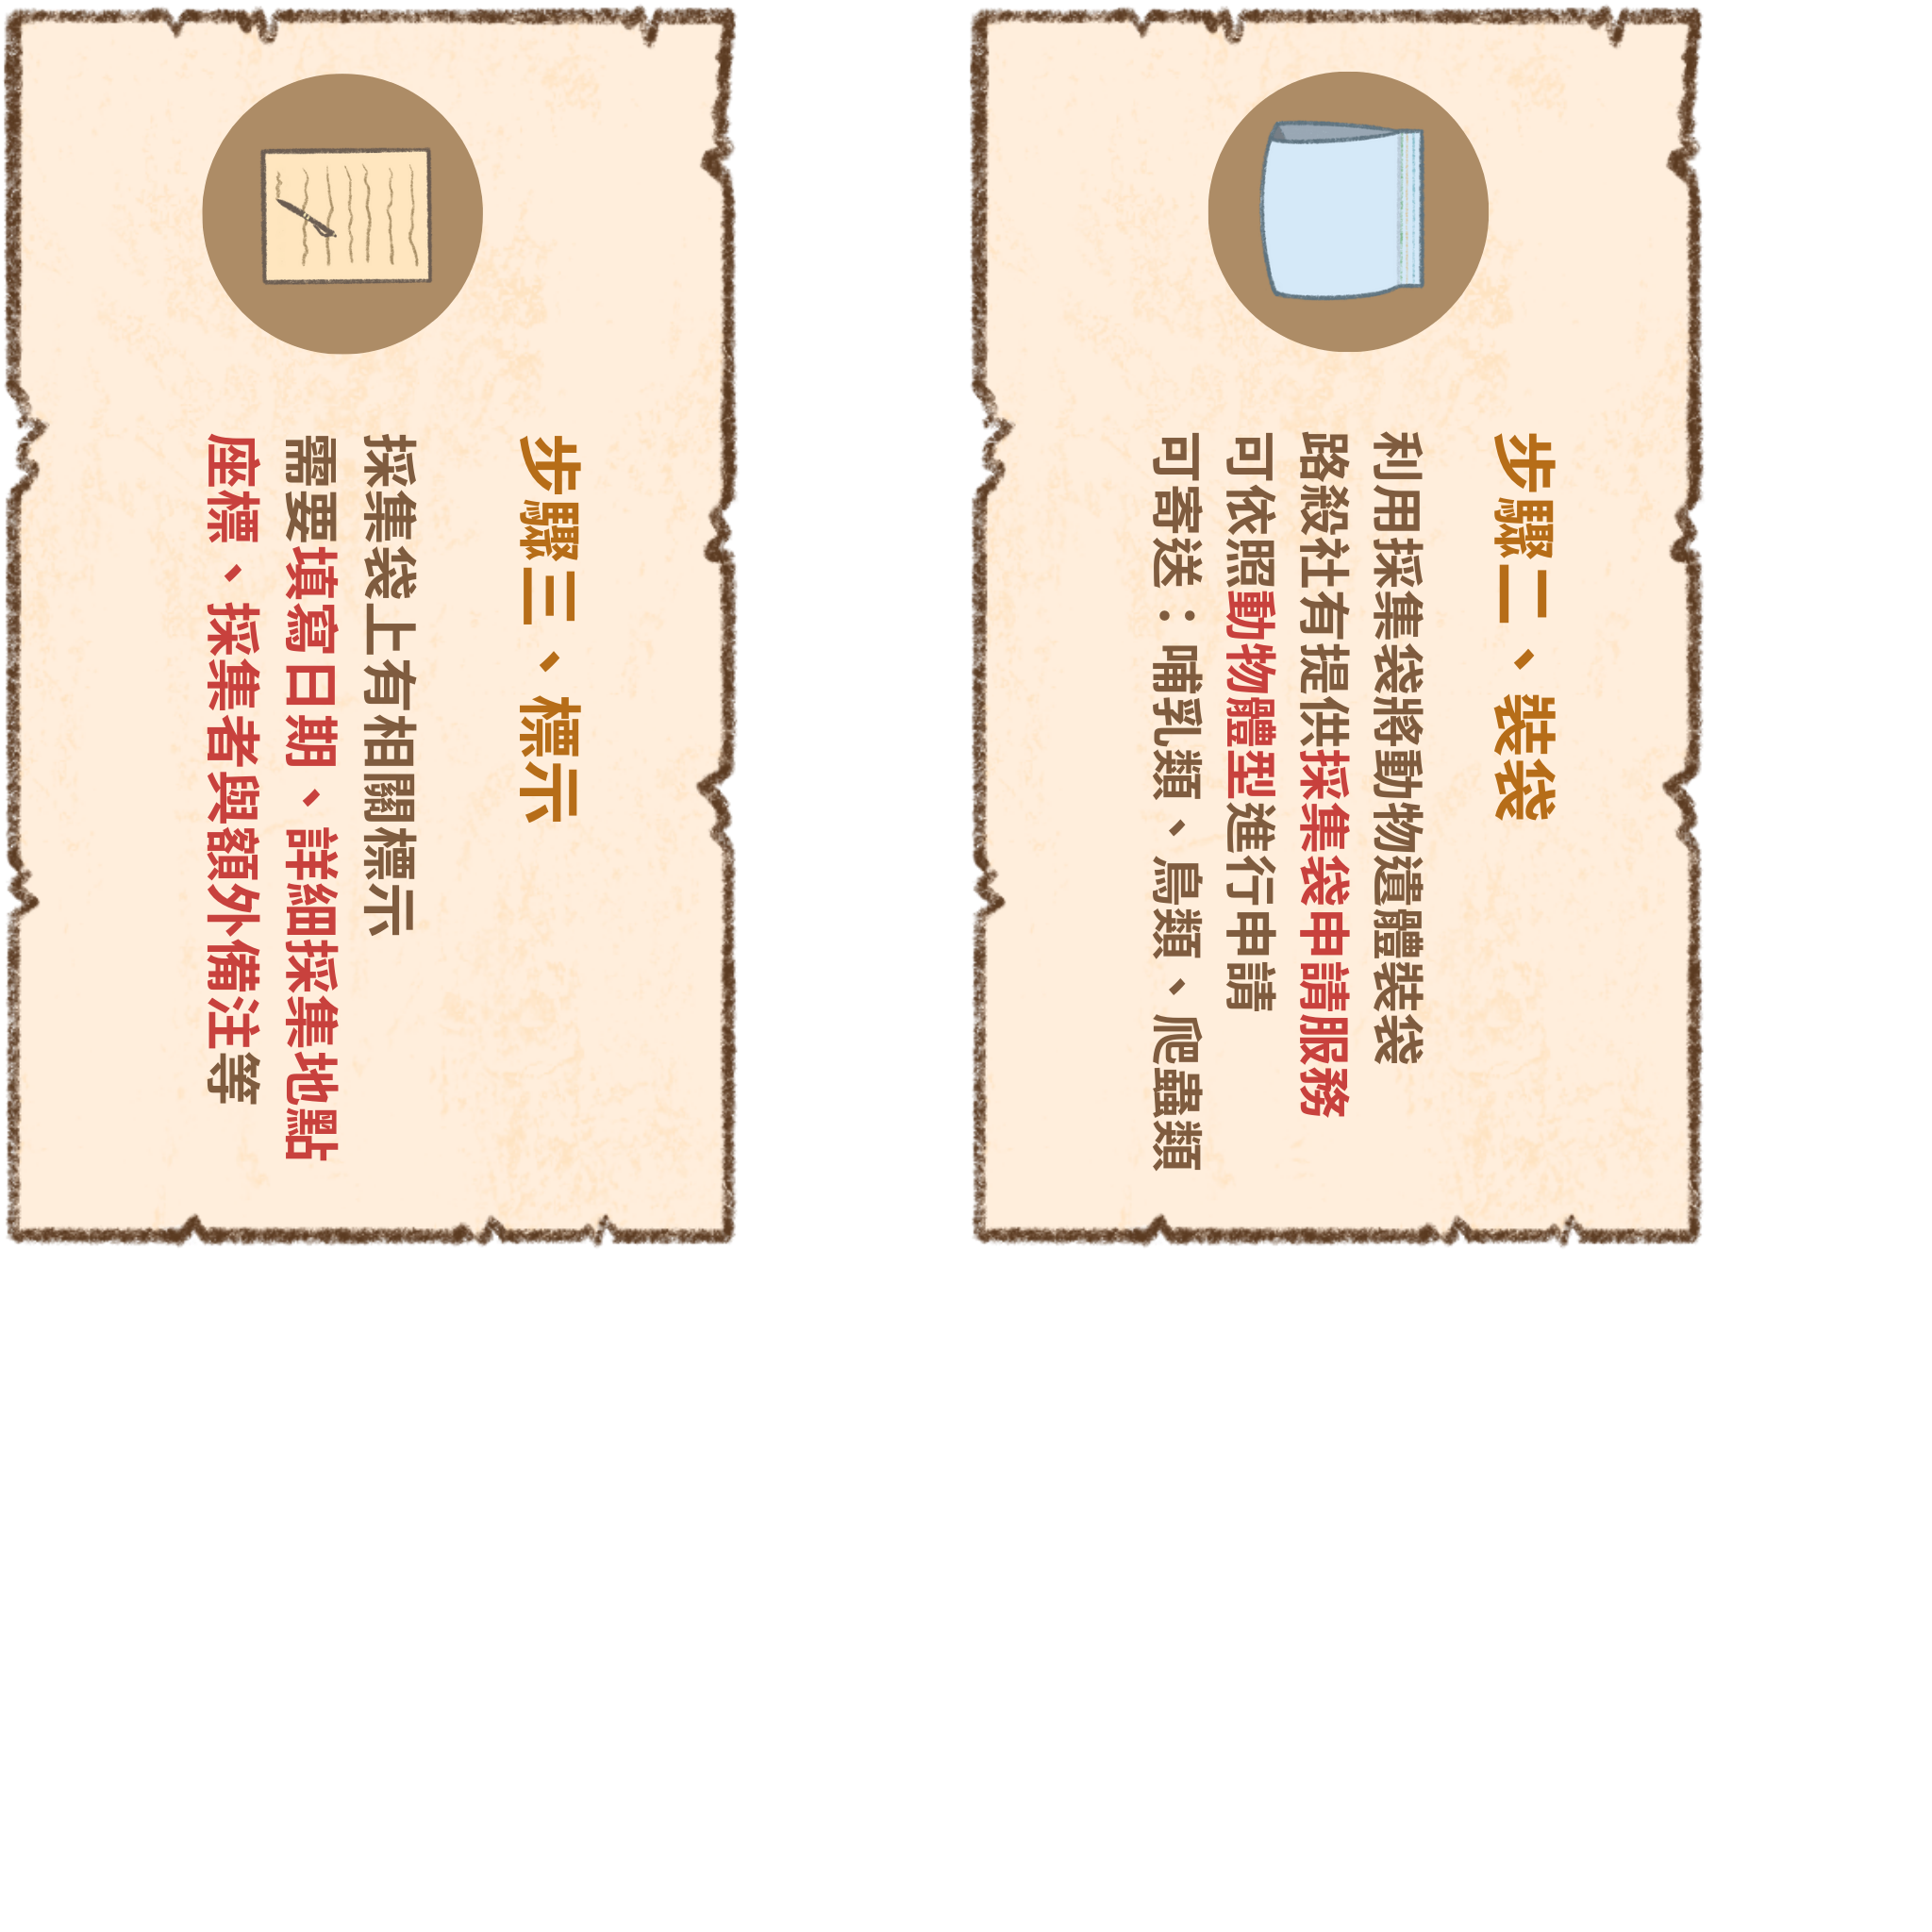 步驟二、裝袋
利用採集袋將動物遺體裝袋
路殺社有提供採集袋申請服務
可依照動物體型進行申請
可寄送：哺乳類、鳥類、爬蟲類
步驟三、標示
採集袋上有相關標示
需要填寫日期、詳細採集地點
座標、採集者與額外備注等